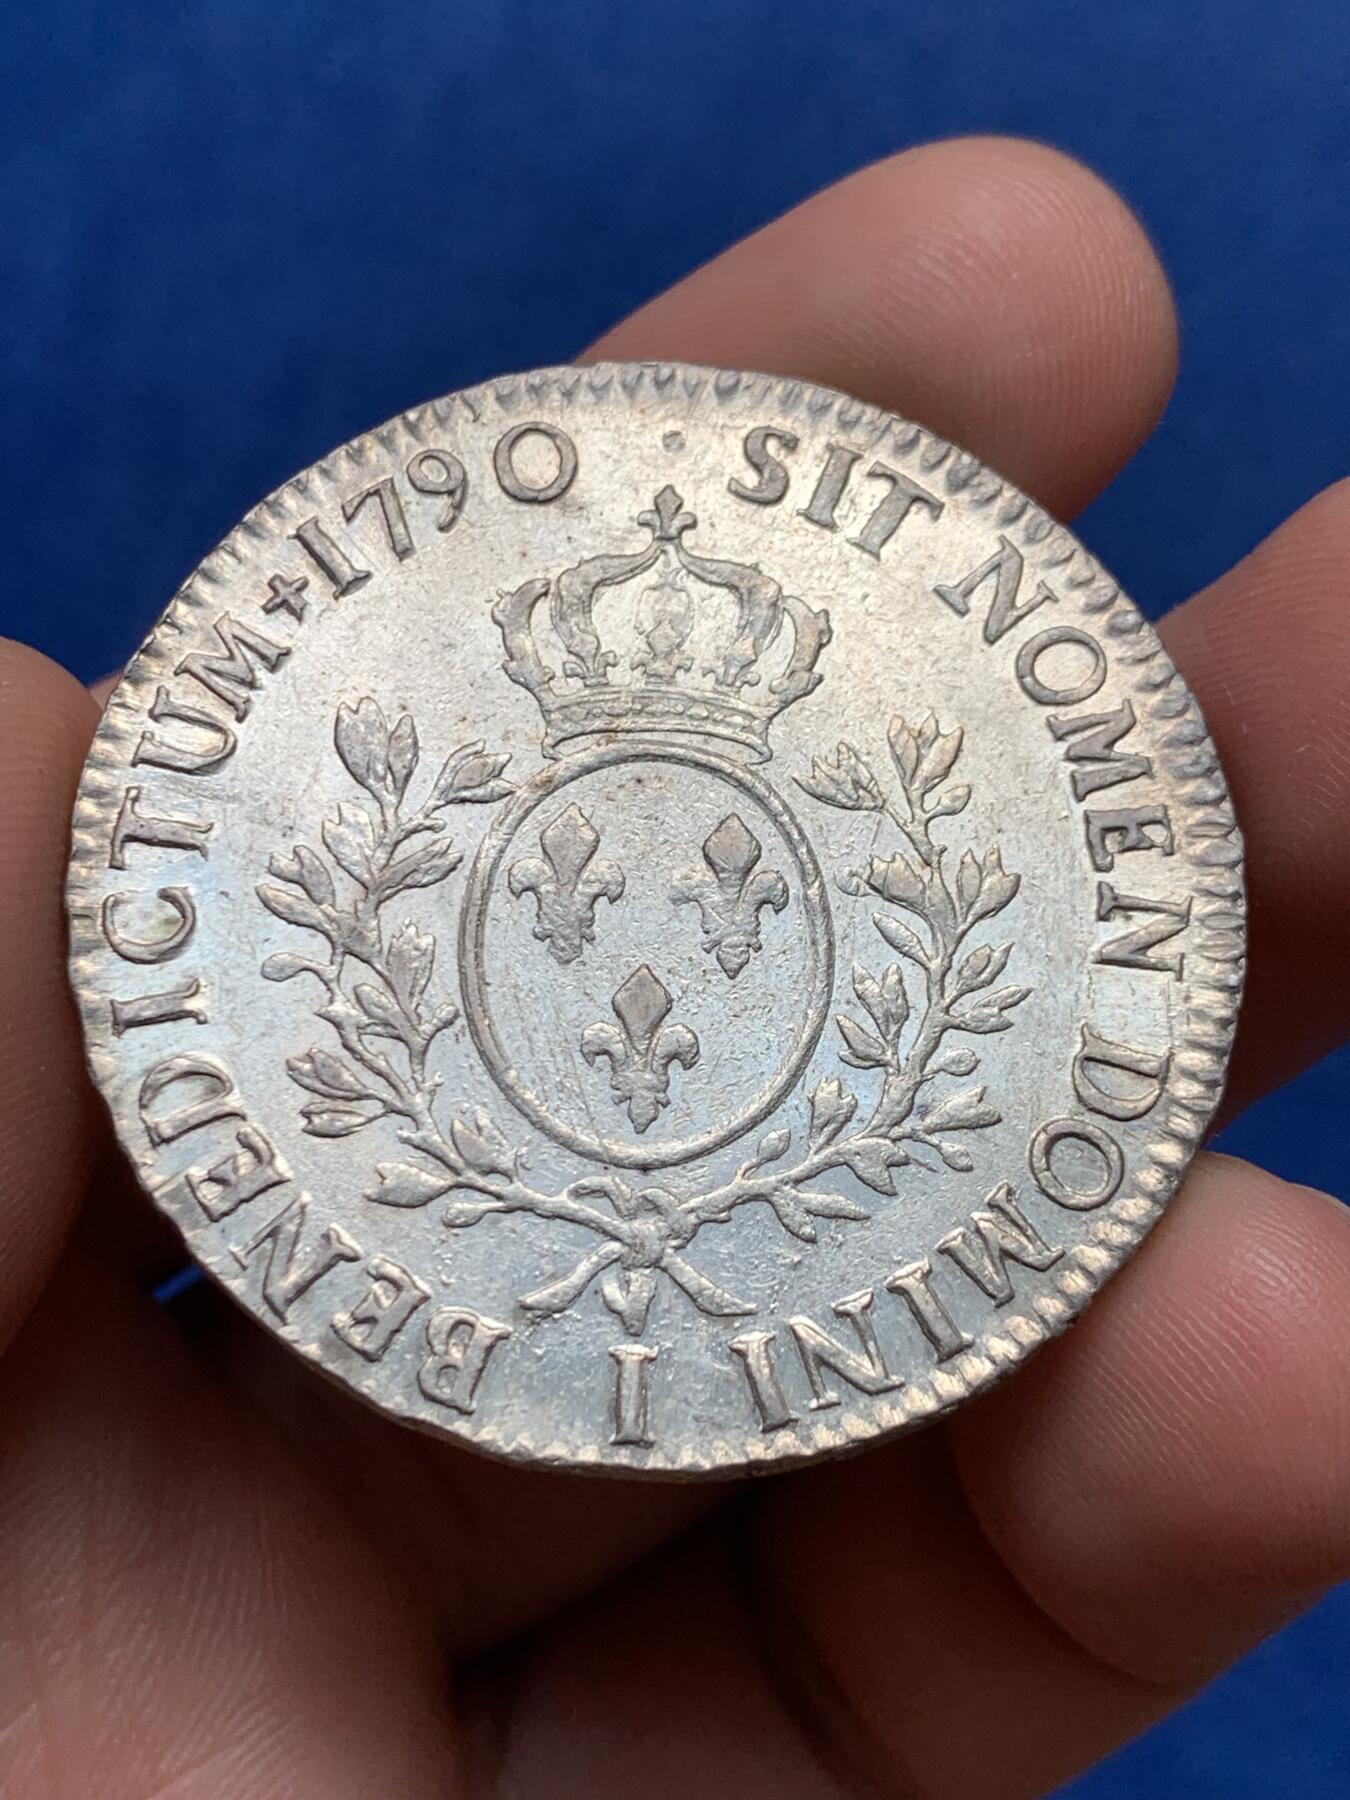 SIT NOMEN DOMINI I BENEDICTUM + 1790 ·